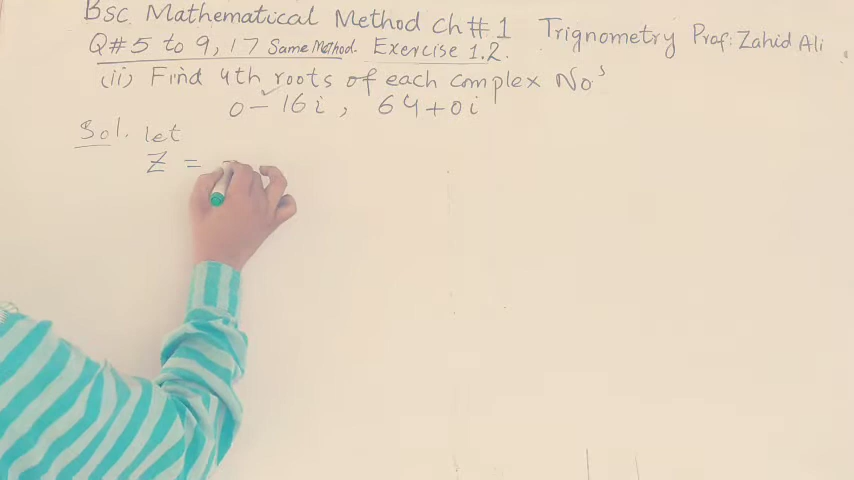 BSC. Mathematical Method Ch # 1 Trignometry Prof: Zahid Ali
Q# 5 to 9, 17 Same Method. Exercise 1.2.
(ii) Find 4th roots of each complex No's
0 - 16i, 64+0i
Sol. let
Z =